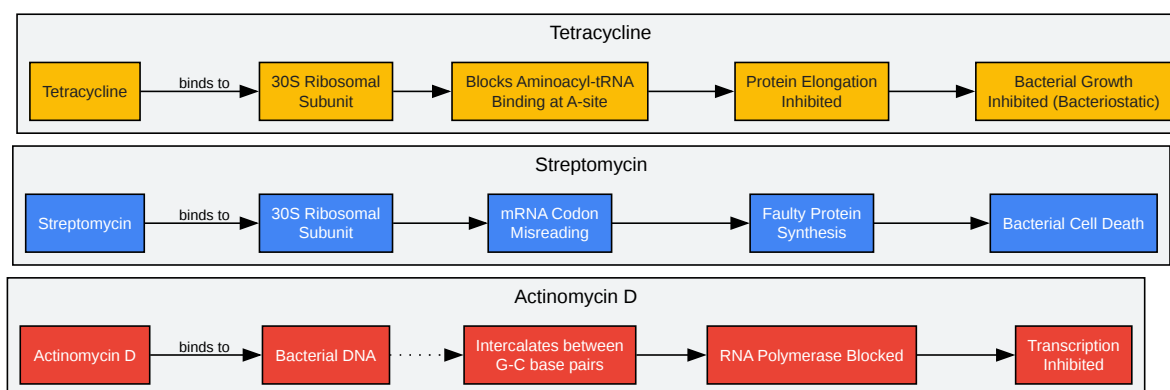 Tetracycline
Tetracycline
binds to
30S Ribosomal
Subunit
Blocks Aminoacyl-tRNA
Binding at A-site
Protein Elongation
Inhibited
Bacterial Growth
Inhibited (Bacteriostatic)
Streptomycin
Streptomycin
binds to
30S Ribosomal
Subunit
mRNA Codon
Misreading
Faulty Protein
Synthesis
Bacterial Cell Death
Actinomycin D
Actinomycin D
binds to
Bacterial DNA
Intercalates between
G-C base pairs
RNA Polymerase Blocked
Transcription
Inhibited